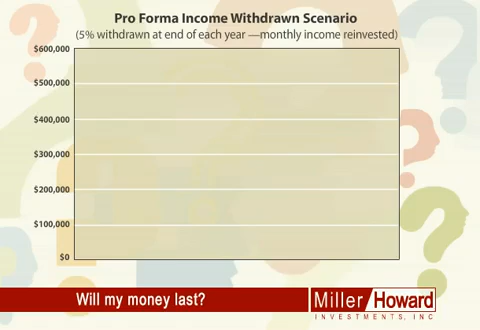 Pro Forma Income Withdrawn Scenario
(5% withdrawn at end of each year —monthly income reinvested)
$600,000
$500,000
$400,000
$300,000
$200,000
$100,000
$0
Will my money last?
Miller/Howard
INVESTMENTS, INC